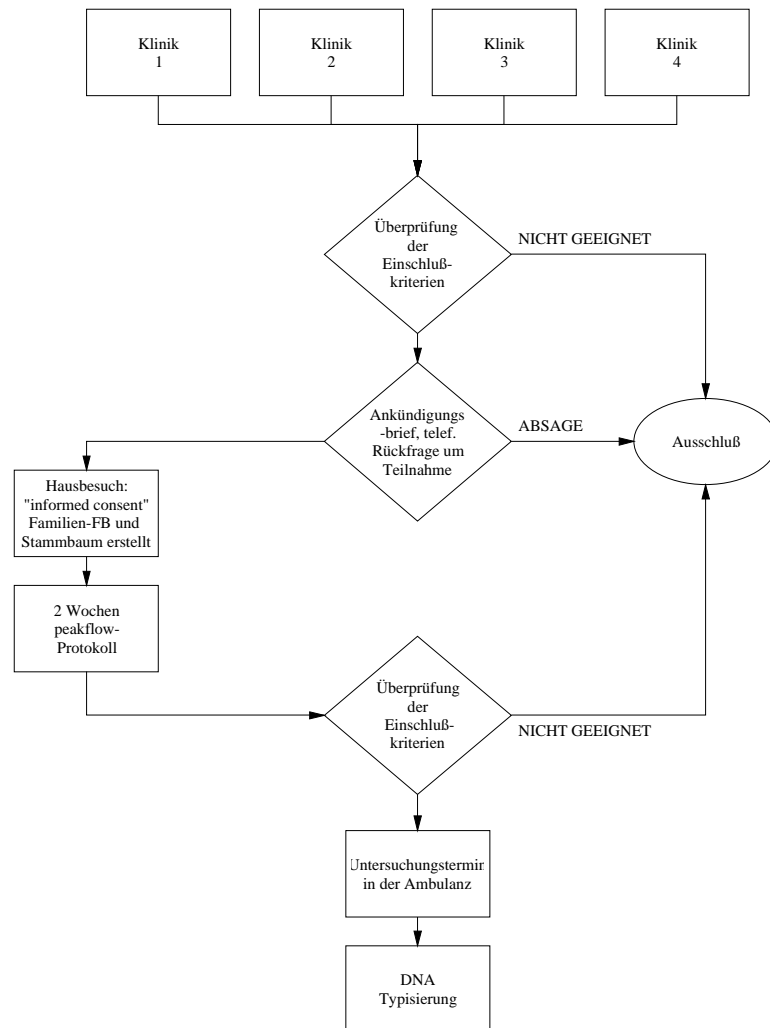 Klinik
1
Klinik
2
Klinik
3
Klinik
4
Überprüfung
der
Einschluß-
kriterien
NICHT GEEIGNET
Ankündigungs
-brief, telef.
Rückfrage um
Teilnahme
ABSAGE
Ausschluß
Hausbesuch:
"informed consent"
Familien-FB und
Stammbaum erstellt
2 Wochen
peakflow-
Protokoll
Überprüfung
der
Einschluß-
kriterien
NICHT GEEIGNET
Untersuchungstermin
in der Ambulanz
DNA
Typisierung